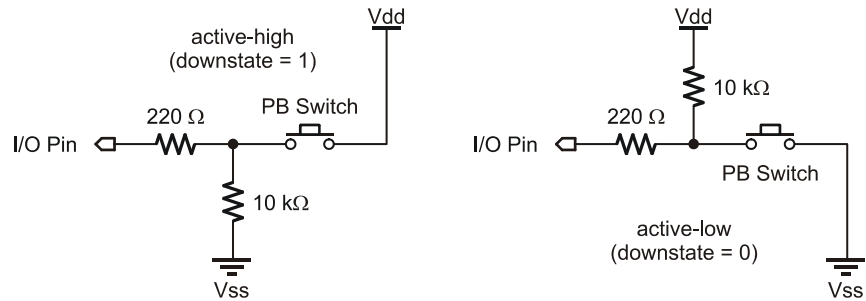 Vdd
active-high
(downstate = 1)
220 Ω
PB Switch
I/O Pin
10 kΩ
Vss
Vdd
10 kΩ
220 Ω
I/O Pin
PB Switch
active-low
(downstate = 0)
Vss